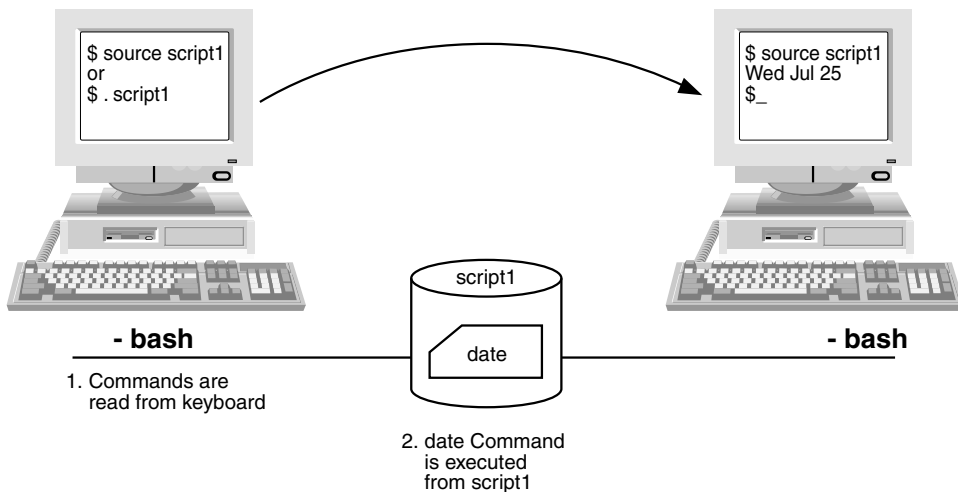 $ source script1
or
$ . script1
$ source script1
Wed Jul 25
$_
script1
date
- bash
- bash
1. Commands are
read from keyboard
2. date Command
is executed
from script1